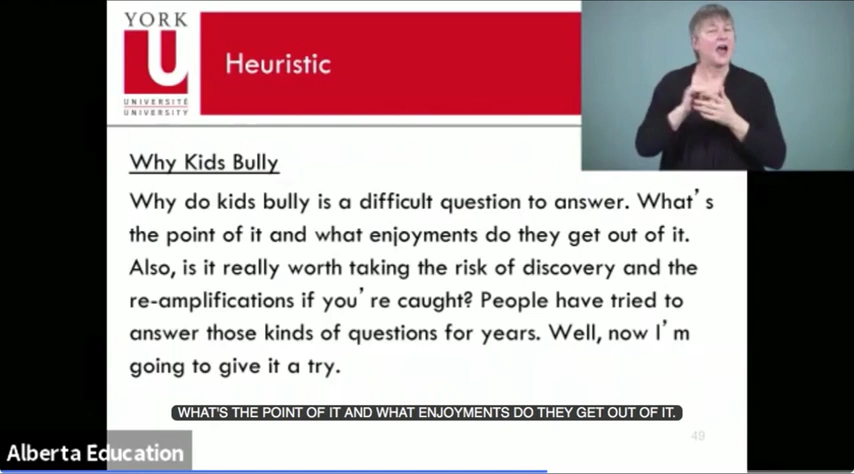 YORK
U
UNIVERSITÉ
UNIVERSITY
Heuristic
Why Kids Bully
Why do kids bully is a difficult question to answer. What's
the point of it and what enjoyments do they get out of it.
Also, is it really worth taking the risk of discovery and the
re-amplifications if you're caught? People have tried to
answer those kinds of questions for years. Well, now I'm
going to give it a try.
WHAT'S THE POINT OF IT AND WHAT ENJOYMENTS DO THEY GET OUT OF IT.
49
Alberta Education